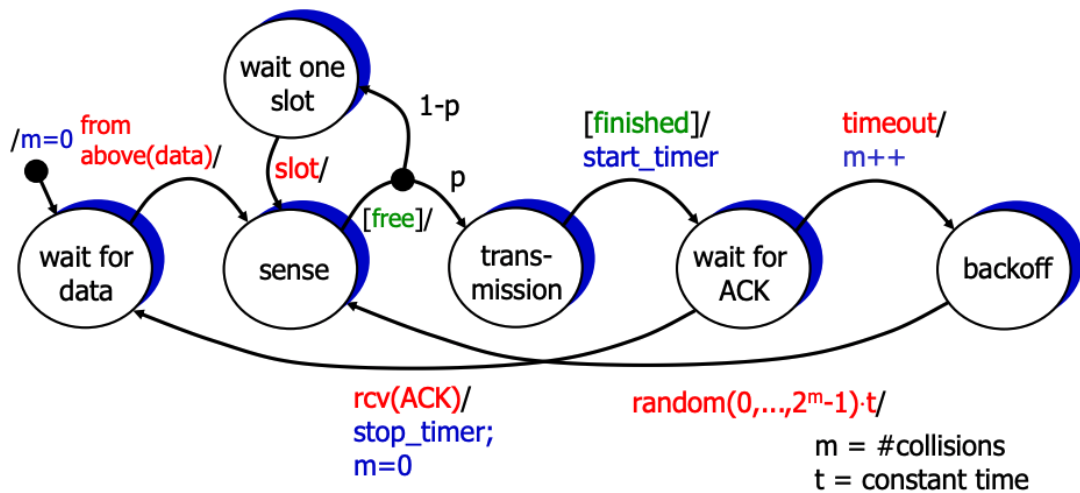 wait one
slot
1-p
/m=0
from
above(data)/
slot/
p
[free]/
[finished]/
start_timer
timeout/
m++
wait for
data
sense
trans-
mission
wait for
ACK
backoff
rcv(ACK)/
stop_timer;
m=0
random(0,...,2ᵐ-1)·t/
m = #collisions
t = constant time